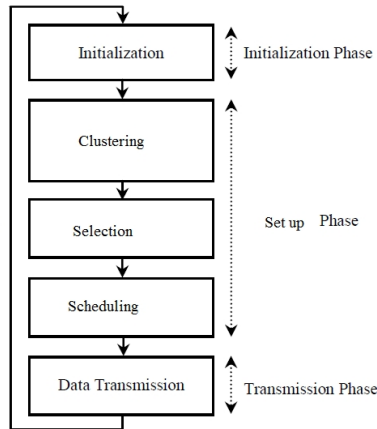 Initialization
Initialization Phase
Clustering
Selection
Set up Phase
Scheduling
Data Transmission
Transmission Phase